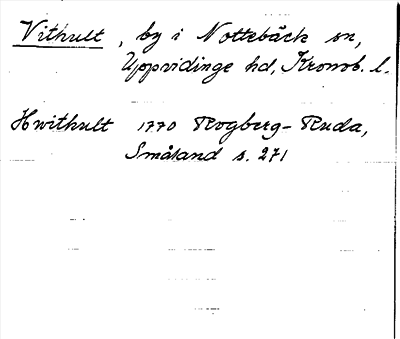 Vithult, by i Nottebäck sn,
Uppvidinge hd, Kronob. l.
Hwithult 1770 Rogberg-Ruda,
Småland s. 271